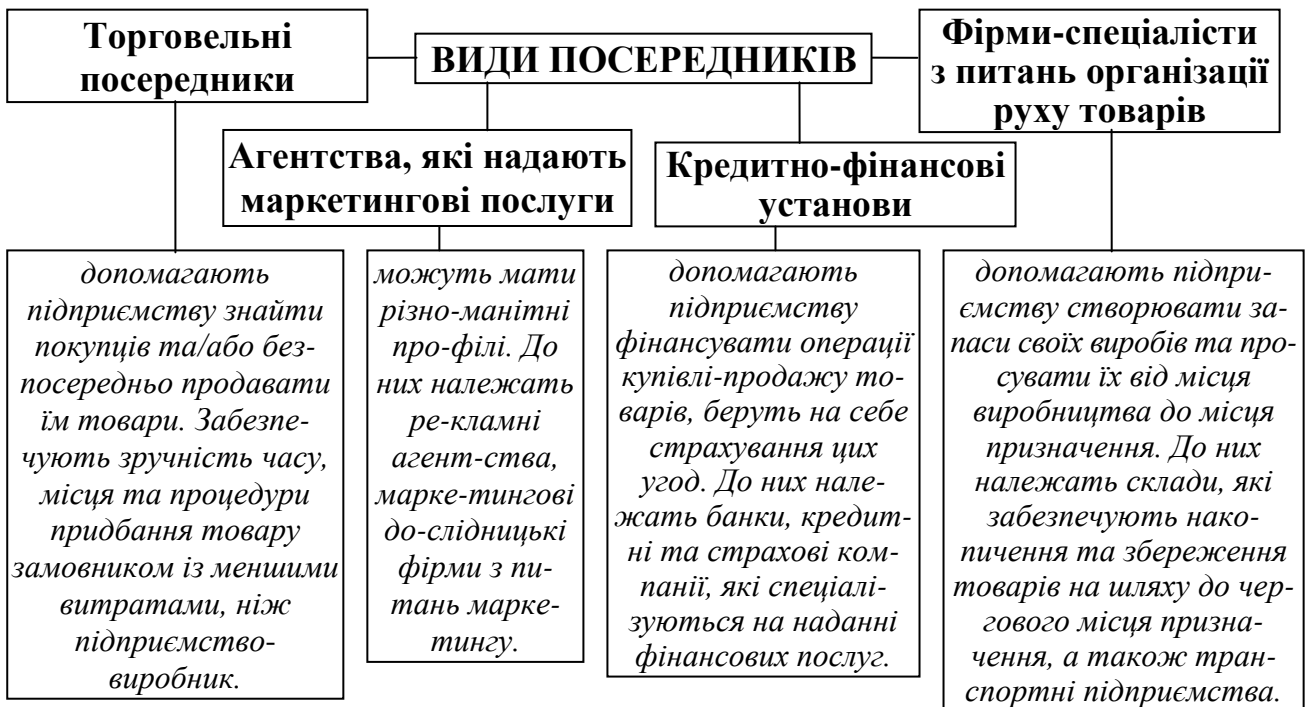 Торговельні
посередники
ВИДИ ПОСЕРЕДНИКІВ
Фірми-спеціалісти
з питань організації
руху товарів
Агентства, які надають
маркетингові послуги
Кредитно-фінансові
установи
допомагають
підприємству знайти
покупців та/або без-
посередньо продавати
їм товари. Забезпе-
чують зручність часу,
місця та процедури
придбання товару
замовником із меншими
витратами, ніж
підприємство-
виробник.
можуть мати
різно-манітні
про-філі. До
них належать
ре-кламні
агент-ства,
марке-тингові
до-слідницькі
фірми з пи-
тань марке-
тингу.
допомагають
підприємству
фінансувати операції
купівлі-продажу то-
варів, беруть на себе
страхування цих
угод. До них нале-
жать банки, кредит-
ні та страхові ком-
панії, які спеціалі-
зуються на наданні
фінансових послуг.
допомагають підпри-
ємству створювати за-
паси своїх виробів та про-
сувати їх від місця
виробництва до місця
призначення. До них
належать склади, які
забезпечують нако-
пичення та збереження
товарів на шляху до чер-
гового місця призна-
чення, а також тран-
спортні підприємства.